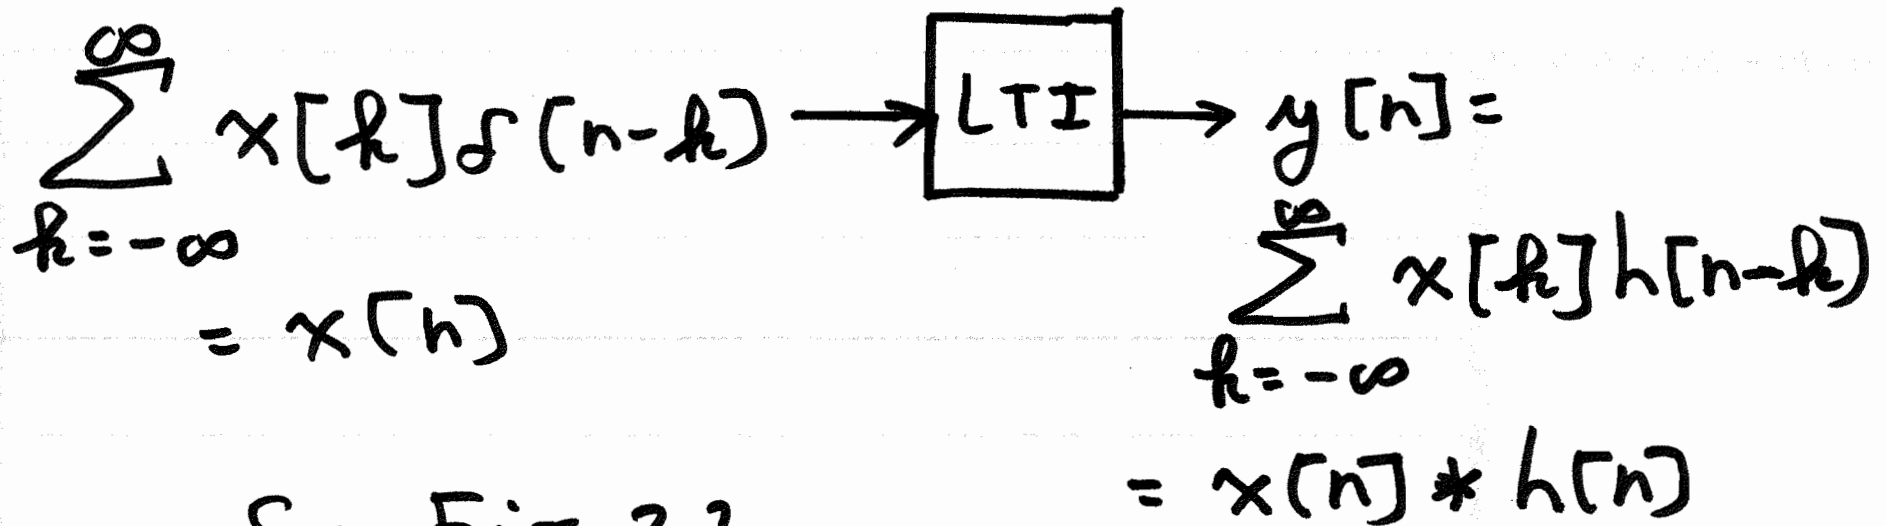 ∞
∑ x[k]δ(n-k) → LTI → y[n] =
k=-∞
= x[n]
∞
∑ x[k]h[n-k]
k=-∞
= x[n] * h[n]